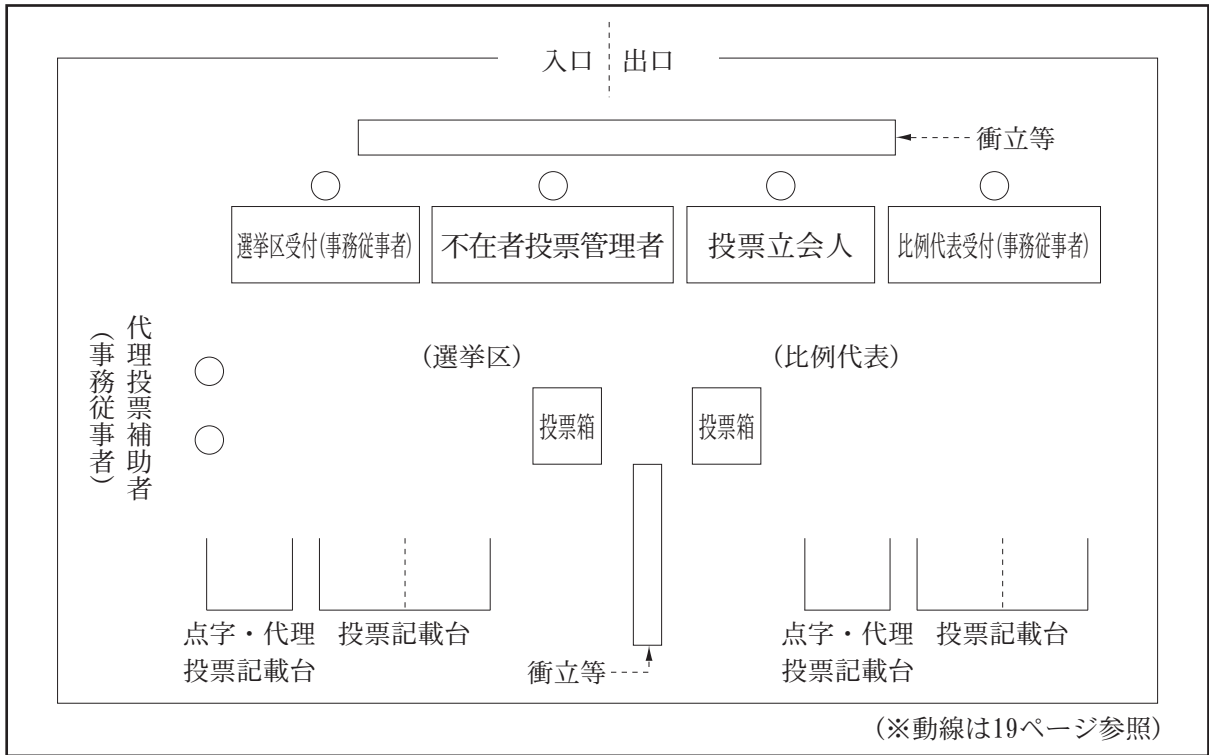 入口 出口
衝立等
選挙区受付(事務従事者) 不在者投票管理者 投票立会人 比例代表受付(事務従事者)
代理投票補助者
(事務従事者)
(選挙区) (比例代表)
投票箱 投票箱
点字・代理 投票記載台
投票記載台
衝立等
点字・代理 投票記載台
投票記載台
(※動線は19ページ参照)